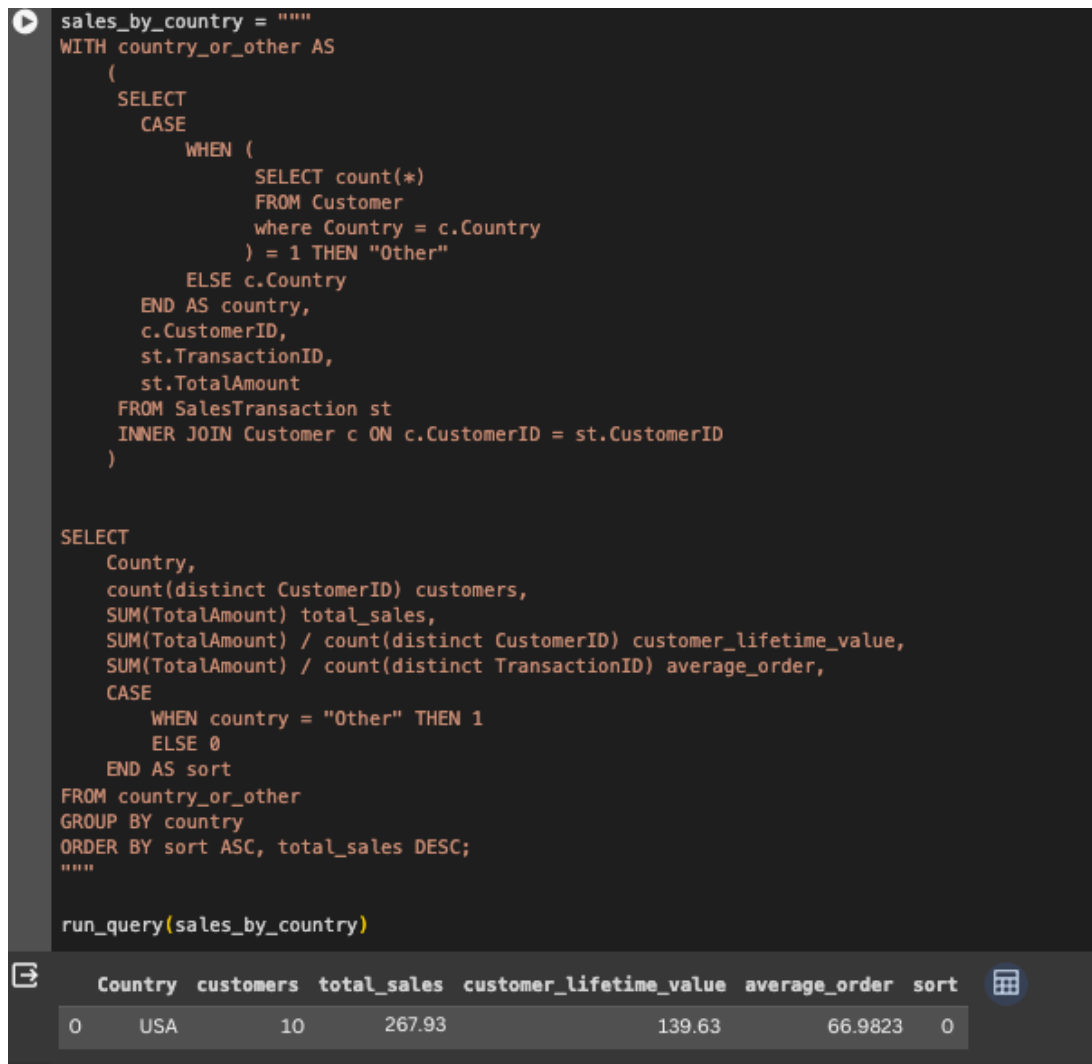 sales_by_country = """
WITH country_or_other AS
    (
     SELECT
       CASE
           WHEN (
                 SELECT count(*)
                 FROM Customer
                 where Country = c.Country
                ) = 1 THEN "Other"
           ELSE c.Country
       END AS country,
       c.CustomerID,
       st.TransactionID,
       st.TotalAmount
     FROM SalesTransaction st
     INNER JOIN Customer c ON c.CustomerID = st.CustomerID
    )
SELECT
    Country,
    count(distinct CustomerID) customers,
    SUM(TotalAmount) total_sales,
    SUM(TotalAmount) / count(distinct CustomerID) customer_lifetime_value,
    SUM(TotalAmount) / count(distinct TransactionID) average_order,
    CASE
        WHEN country = "Other" THEN 1
        ELSE 0
    END AS sort
FROM country_or_other
GROUP BY country
ORDER BY sort ASC, total_sales DESC;
"""
run_query(sales_by_country)
Country customers total_sales customer_lifetime_value average_order sort
0 USA 10 267.93 139.63 66.9823 0